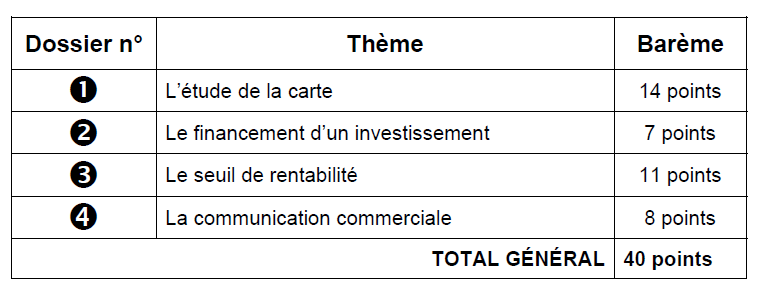 Dossier n° Thème Barème
❶ L'étude de la carte 14 points
❷ Le financement d'un investissement 7 points
❸ Le seuil de rentabilité 11 points
❹ La communication commerciale 8 points
TOTAL GÉNÉRAL 40 points